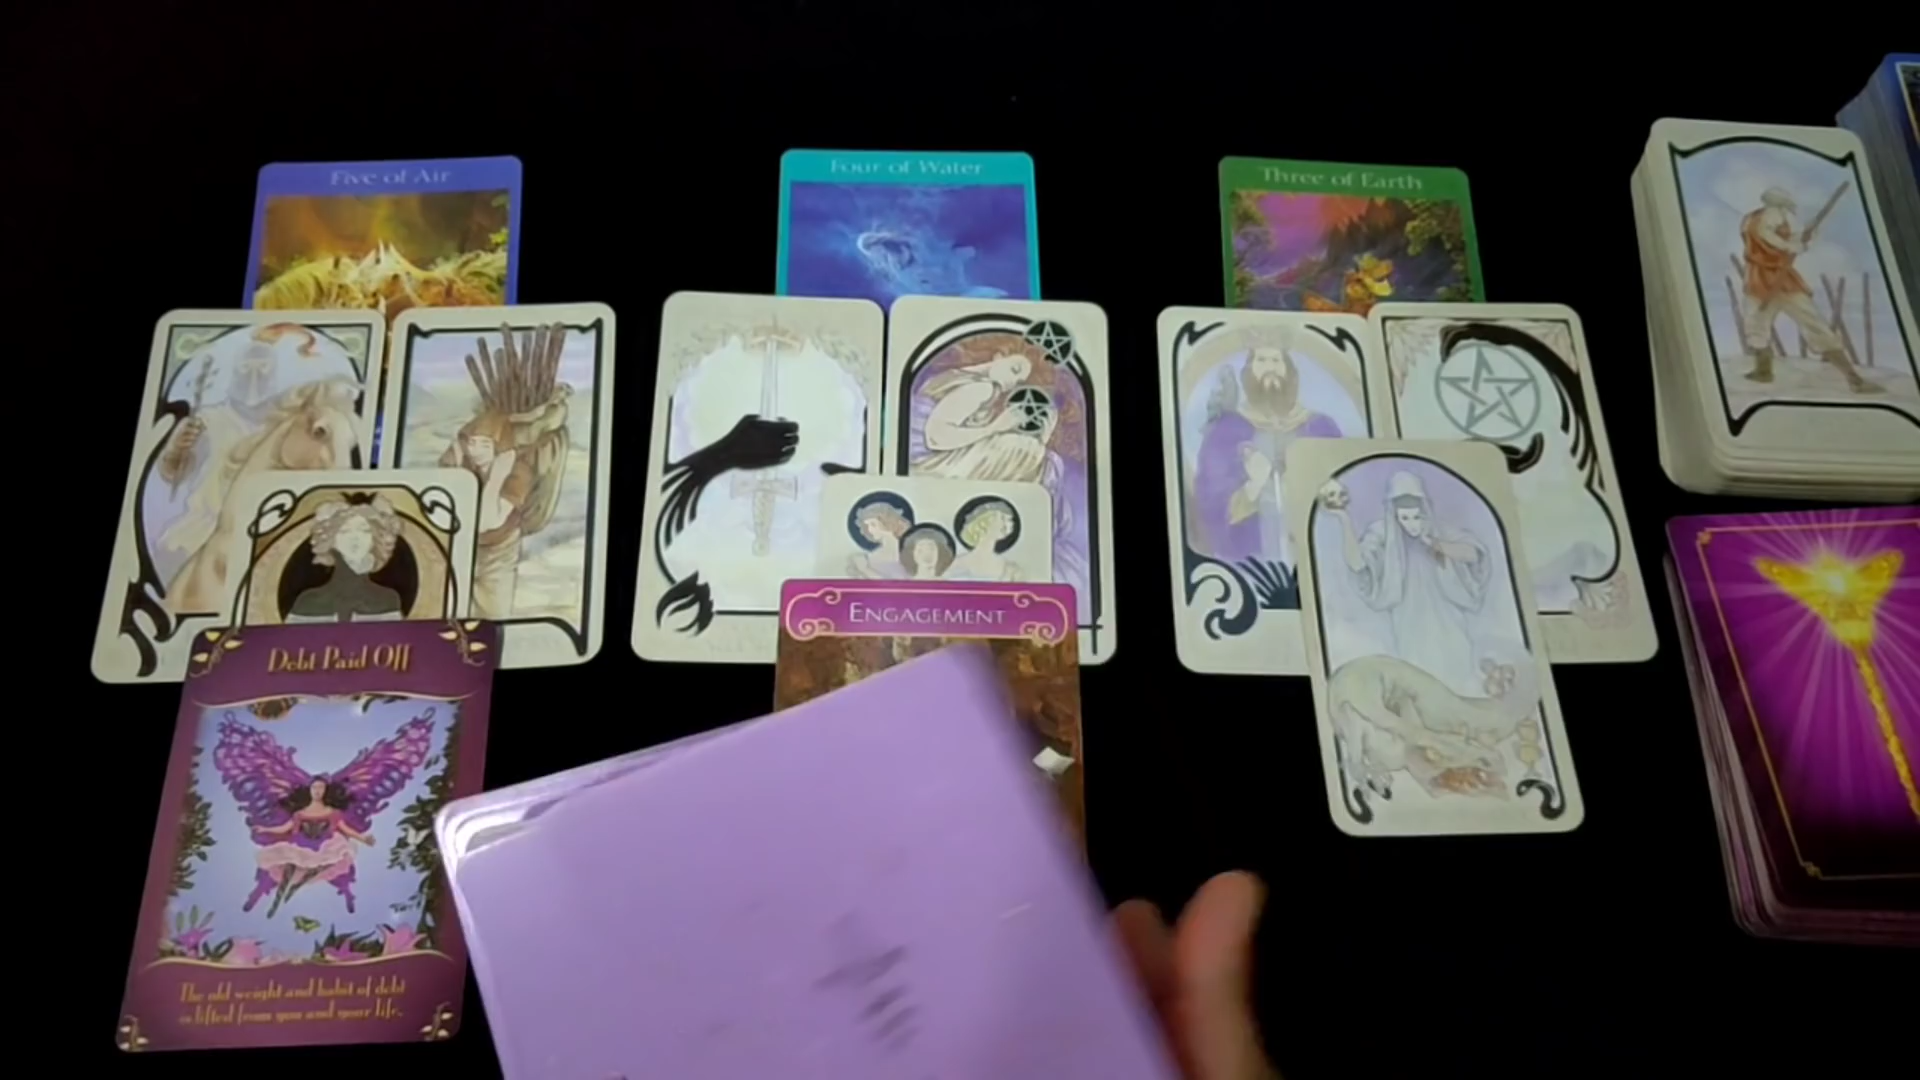 Five of Air
Four of Water
Three of Earth
ENGAGEMENT
Debt Paid Off
The old weight and habit of debt
is lifted from you and your life.